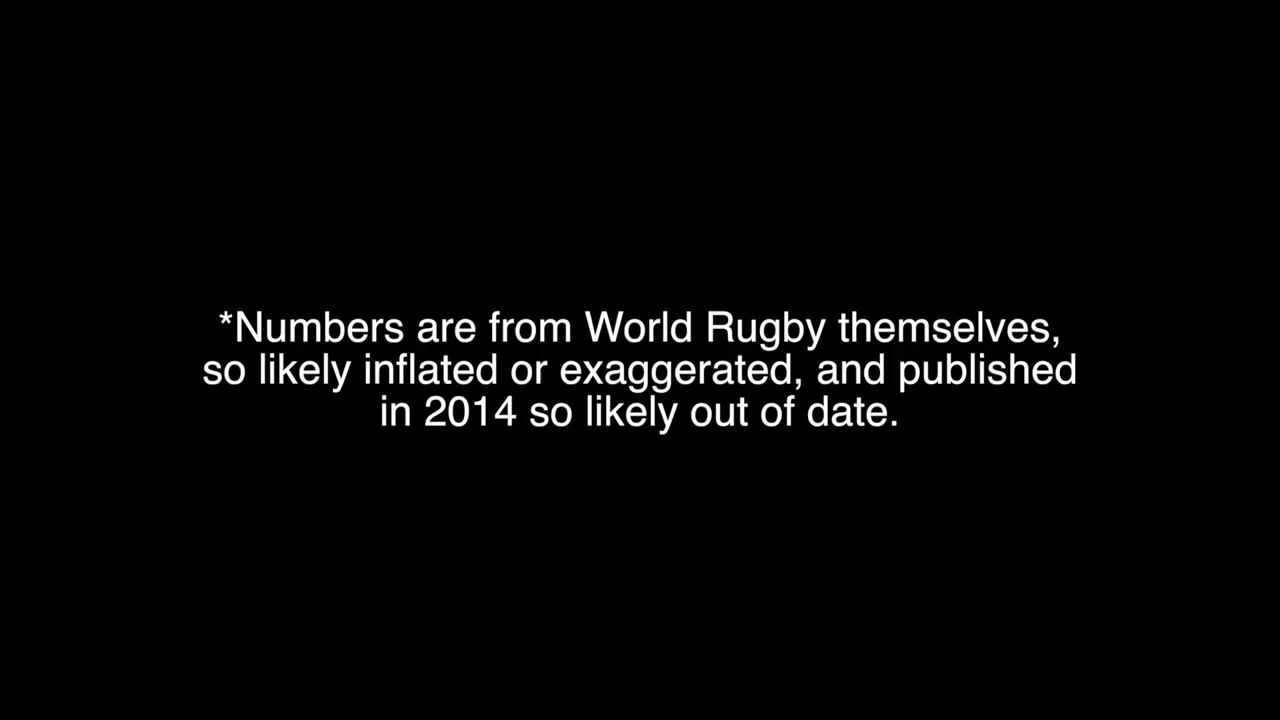 *Numbers are from World Rugby themselves,
so likely inflated or exaggerated, and published
in 2014 so likely out of date.